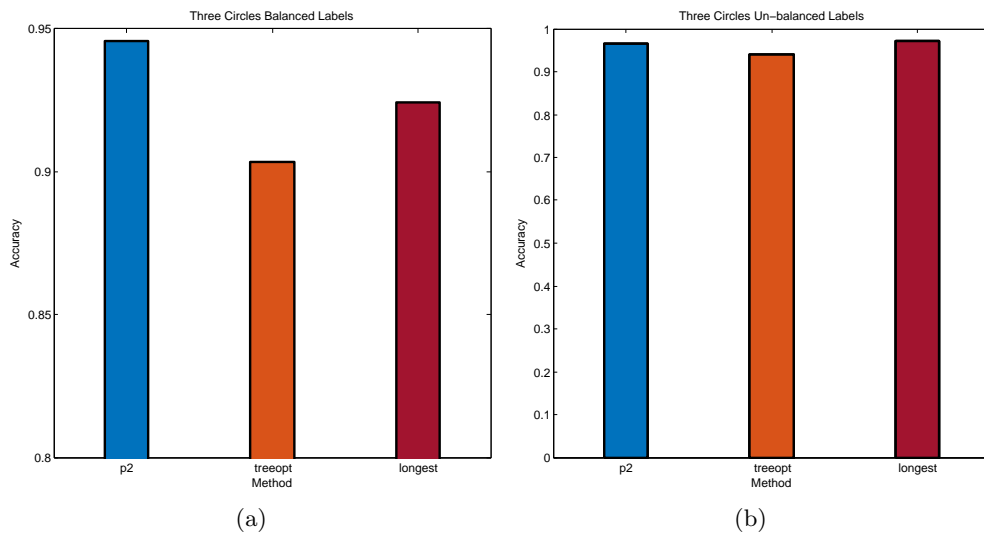 Three Circles Balanced Labels
0.95
0.9
0.85
0.8
Accuracy
p2 treeopt longest
Method
(a)
Three Circles Un-balanced Labels
1
0.9
0.8
0.7
0.6
0.5
0.4
0.3
0.2
0.1
0
Accuracy
p2 treeopt longest
Method
(b)